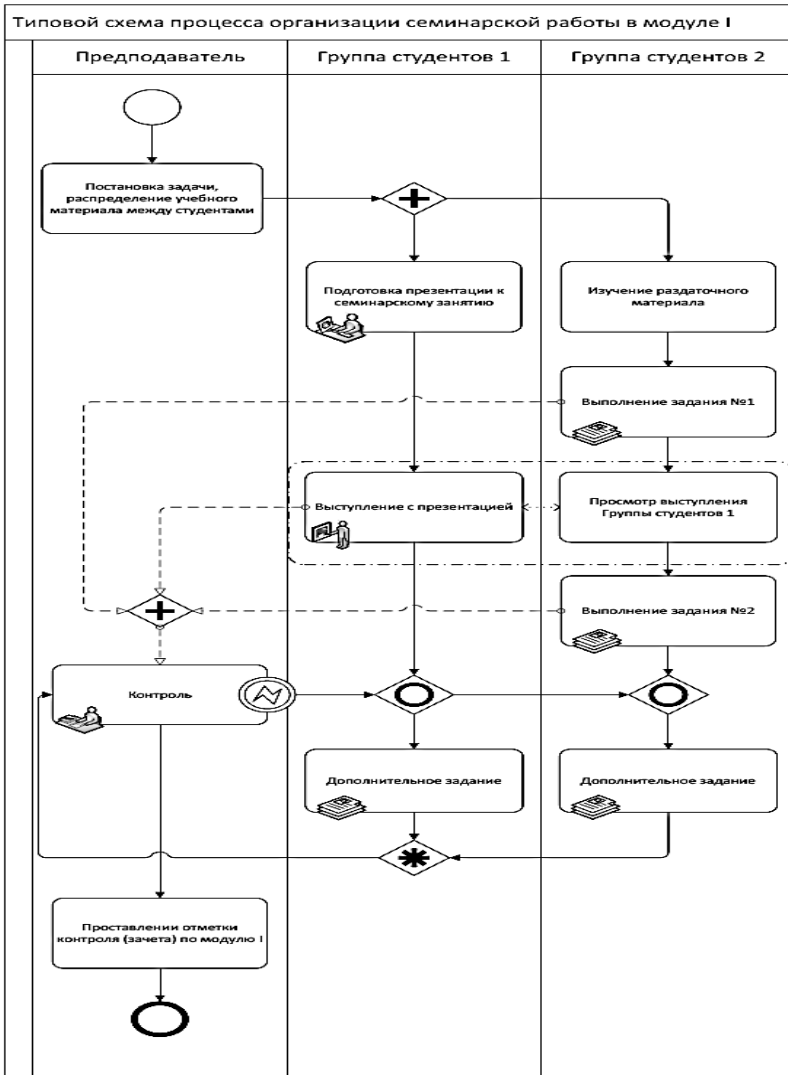 Типовой схема процесса организации семинарской работы в модуле I
Предподаватель
Группа студентов 1
Группа студентов 2
Постановка задачи,
распределение учебного
материала между студентами
Подготовка презентации к
семинарскому занятию
Изучение раздаточного
материала
Выполнение задания №1
Выступление с презентацией
Просмотр выступления
Группы студентов 1
Выполнение задания №2
Контроль
Дополнительное задание
Дополнительное задание
Проставлении отметки
контроля (зачета) по модулю I